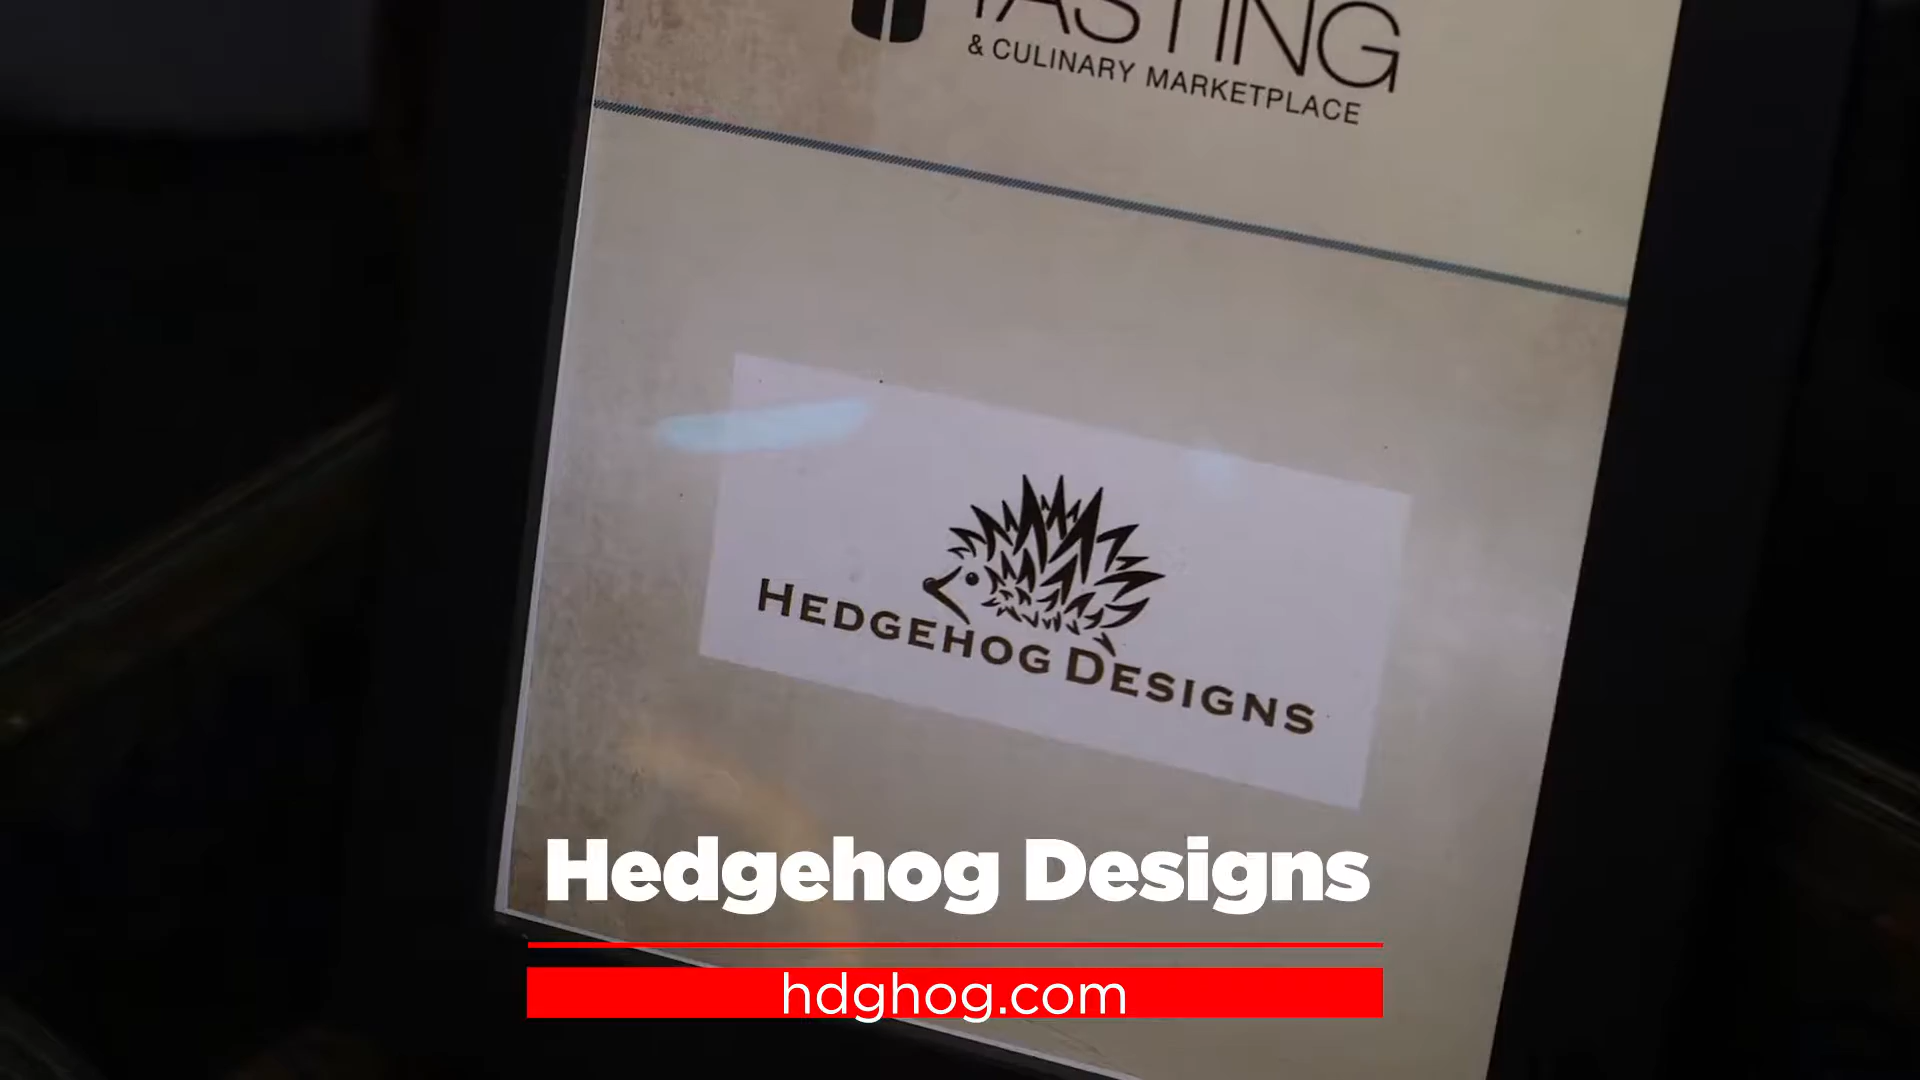 TASTING
& CULINARY MARKETPLACE
HEDGEHOG DESIGNS
Hedgehog Designs
hdghog.com